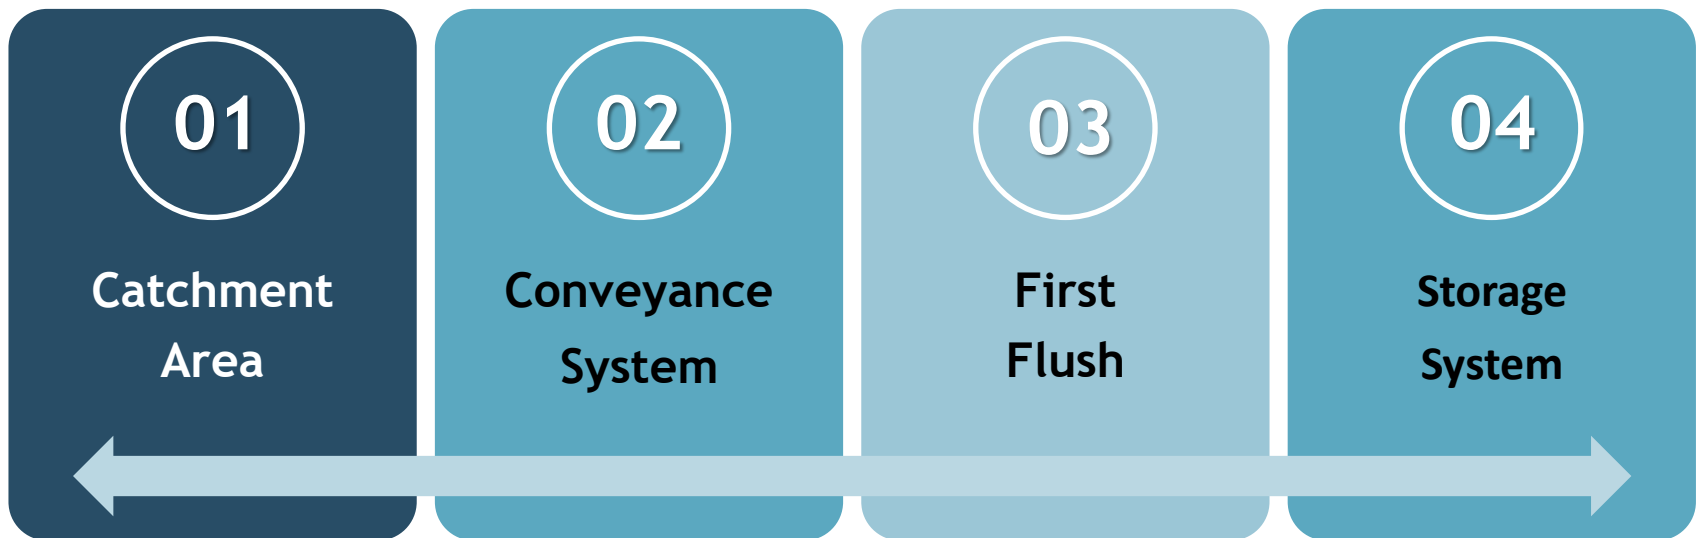 01
Catchment
Area
02
Conveyance
System
03
First
Flush
04
Storage
System